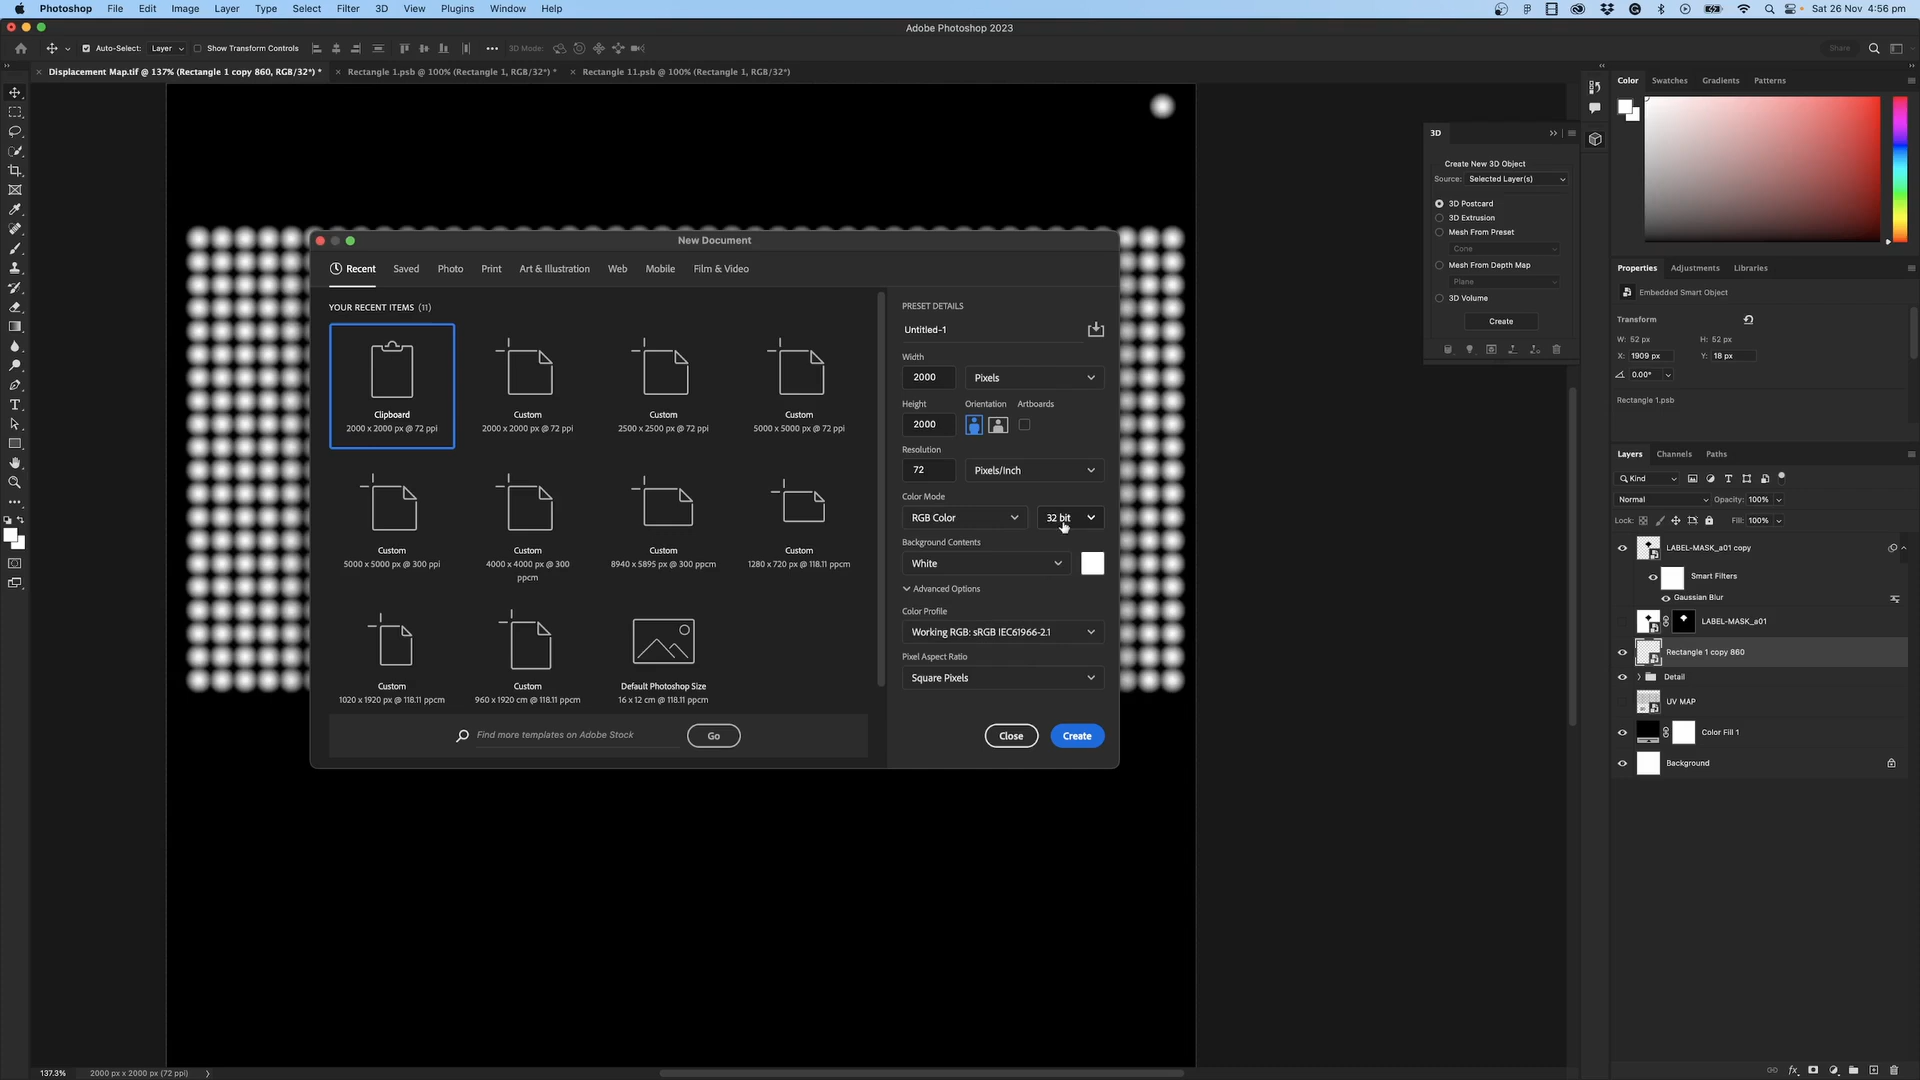 Photoshop File Edit Image Layer Type Select Filter 3D View Plugins Window Help
Sat 26 Nov 4:56 pm
Adobe Photoshop 2023
Auto-Select: Layer Show Transform Controls
3D Mode:
Share
Displacement Map.tif @ 137% (Rectangle 1 copy 860, RGB/32*) *
Rectangle 1.psb @ 100% (Rectangle 1, RGB/32*) *
Rectangle 11.psb @ 100% (Rectangle 1, RGB/32*)
New Document
Recent Saved Photo Print Art & Illustration Web Mobile Film & Video
YOUR RECENT ITEMS (11)
Clipboard
2000 x 2000 px @ 72 ppi
Custom
2000 x 2000 px @ 72 ppi
Custom
2500 x 2500 px @ 72 ppi
Custom
5000 x 5000 px @ 72 ppi
Custom
5000 x 5000 px @ 300 ppi
Custom
4000 x 4000 px @ 300
ppcm
Custom
8940 x 5895 px @ 300 ppcm
Custom
1280 x 720 px @ 118.11 ppcm
Custom
1020 x 1920 px @ 118.11 ppcm
Custom
960 x 1920 cm @ 118.11 ppcm
Default Photoshop Size
16 x 12 cm @ 118.11 ppcm
Find more templates on Adobe Stock
Go
PRESET DETAILS
Untitled-1
Width
2000 Pixels
Height Orientation Artboards
2000
Resolution
72 Pixels/Inch
Color Mode
RGB Color 32 bit
Background Contents
White
Advanced Options
Color Profile
Working RGB: sRGB IEC61966-2.1
Pixel Aspect Ratio
Square Pixels
Close Create
3D
Create New 3D Object
Source: Selected Layer(s)
3D Postcard
3D Extrusion
Mesh From Preset
Cone
Mesh From Depth Map
Plane
3D Volume
Create
Color Swatches Gradients Patterns
Properties Adjustments Libraries
Embedded Smart Object
Transform
W: 52 px H: 52 px
X: 1909 px Y: 18 px
0.00°
Rectangle 1.psb
Layers Channels Paths
Kind
Normal Opacity: 100%
Lock: Fill: 100%
LABEL-MASK_a01 copy
Smart Filters
Gaussian Blur
LABEL-MASK_a01
Rectangle 1 copy 860
Detail
UV MAP
Color Fill 1
Background
137.3% 2000 px x 2000 px (72 ppi)